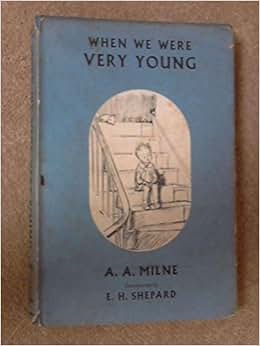 WHEN WE WERE
VERY YOUNG
A. A. MILNE
E. H. SHEPARD